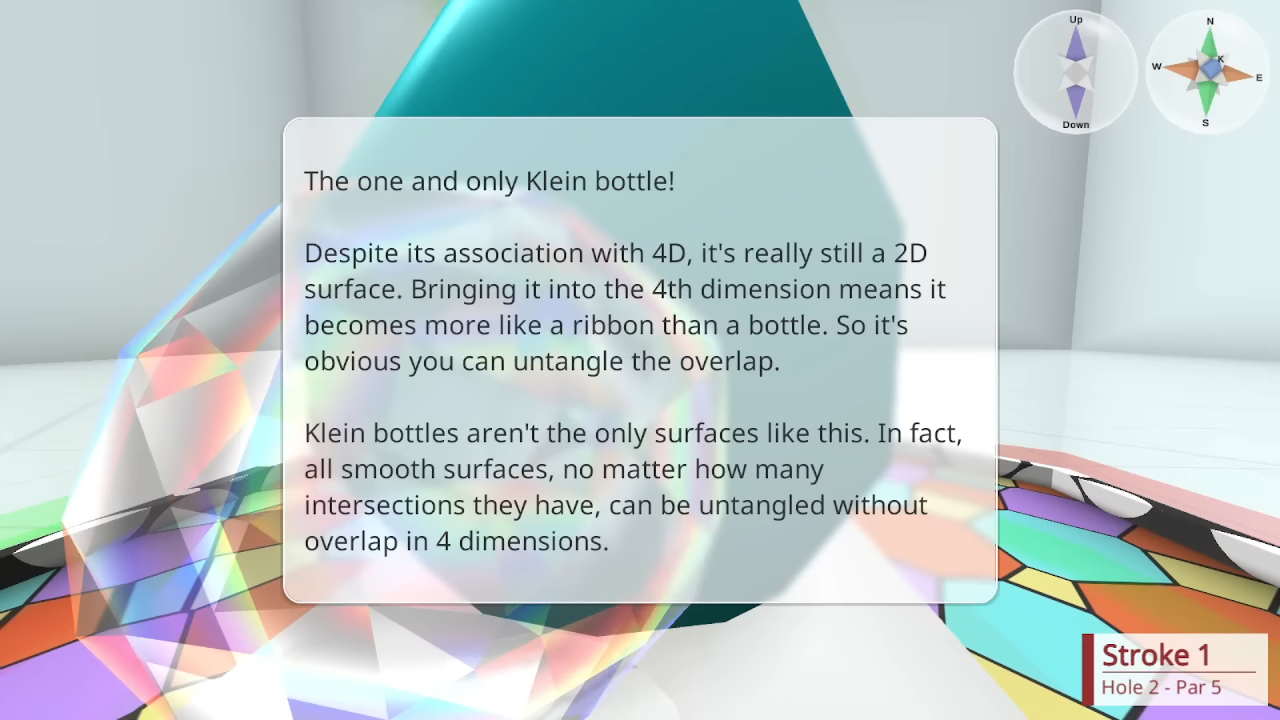 Up
Down
N
K
W
E
S
The one and only Klein bottle!
Despite its association with 4D, it's really still a 2D
surface. Bringing it into the 4th dimension means it
becomes more like a ribbon than a bottle. So it's
obvious you can untangle the overlap.
Klein bottles aren't the only surfaces like this. In fact,
all smooth surfaces, no matter how many
intersections they have, can be untangled without
overlap in 4 dimensions.
Stroke 1
Hole 2 - Par 5